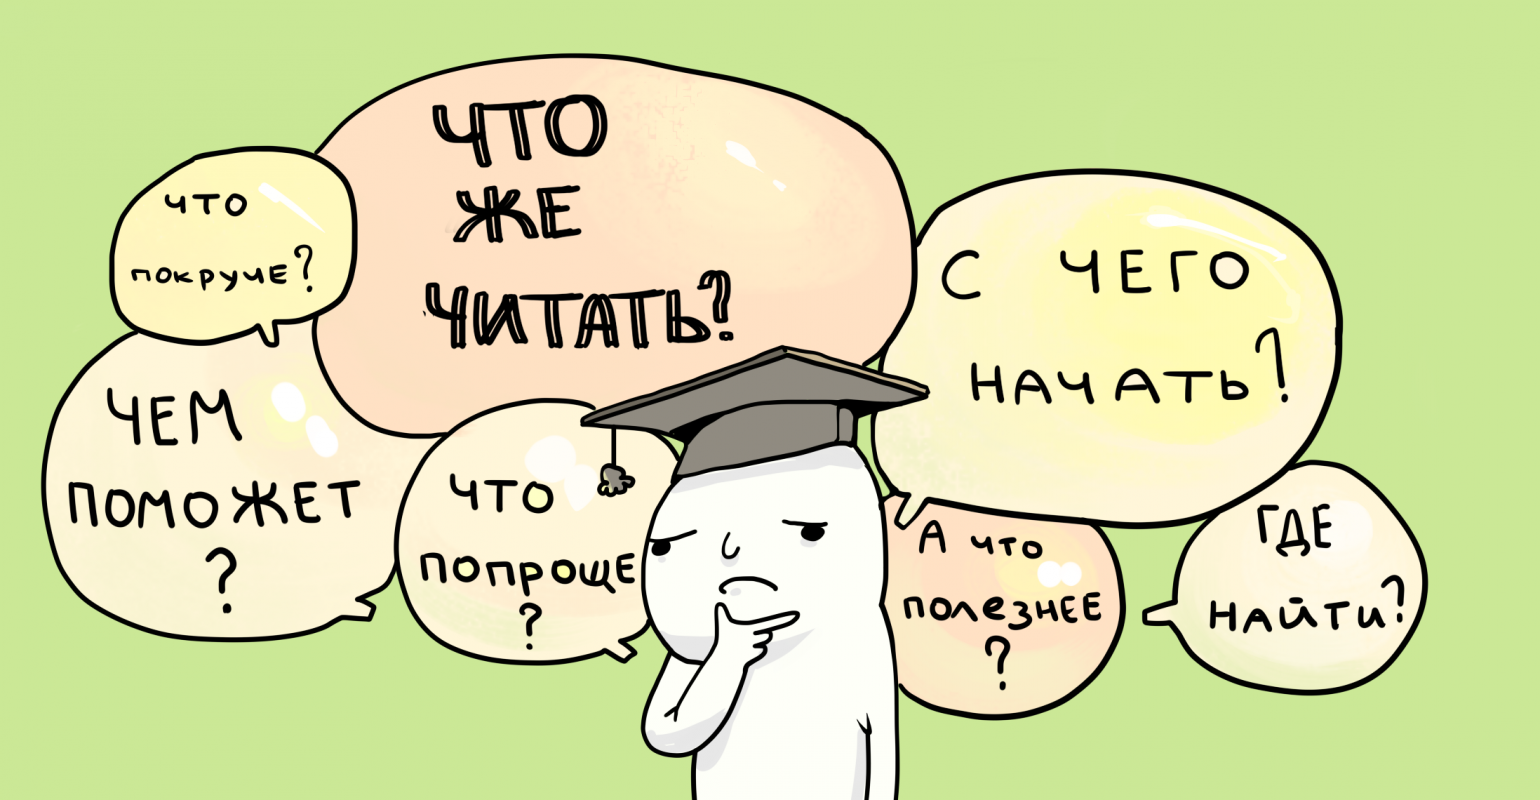 ЧТО
ЖЕ
ЧИТАТЬ?
ЧТО
ПОКРУЧЕ?
С ЧЕГО
НАЧАТЬ?
ЧЕМ
ПОМОЖЕТ
?
ЧТО
ПОПРОЩЕ
?
А ЧТО
ПОЛЕЗНЕЕ
?
ГДЕ
НАЙТИ?